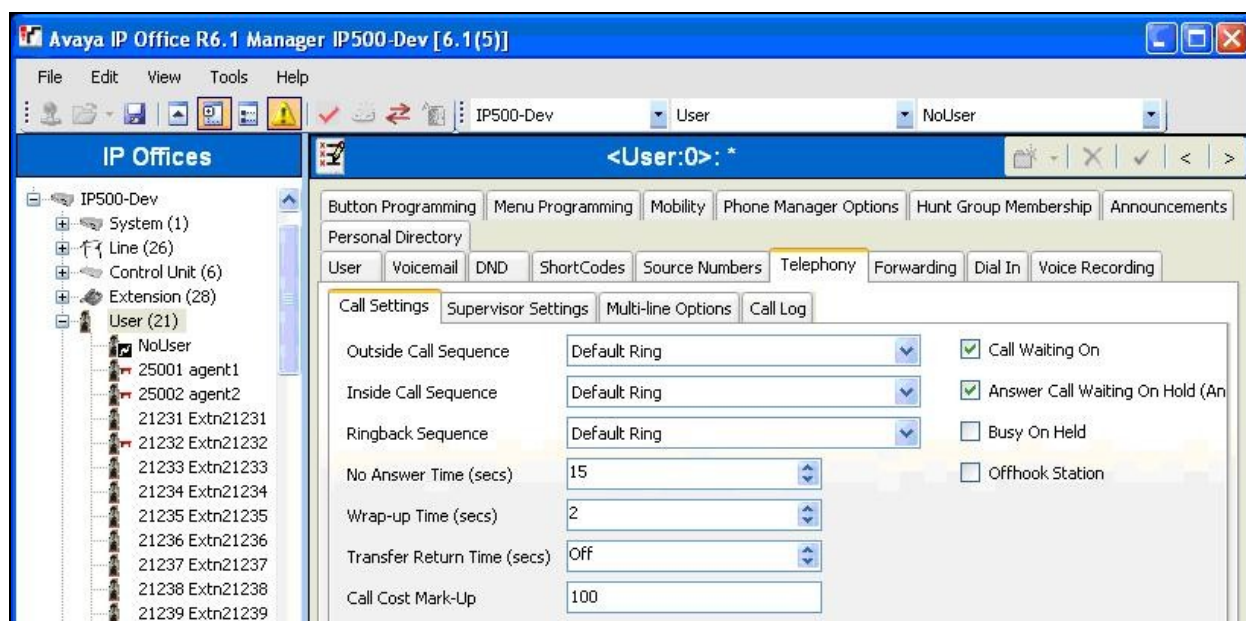 Avaya IP Office R6.1 Manager IP500-Dev [6.1(5)]
File Edit View Tools Help
IP500-Dev User NoUser
IP Offices
<User:0>: *
IP500-Dev
System (1)
Line (26)
Control Unit (6)
Extension (28)
User (21)
NoUser
25001 agent1
25002 agent2
21231 Extn21231
21232 Extn21232
21233 Extn21233
21234 Extn21234
21235 Extn21235
21236 Extn21236
21237 Extn21237
21238 Extn21238
21239 Extn21239
Button Programming Menu Programming Mobility Phone Manager Options Hunt Group Membership Announcements
Personal Directory
User Voicemail DND ShortCodes Source Numbers Telephony Forwarding Dial In Voice Recording
Call Settings Supervisor Settings Multi-line Options Call Log
Outside Call Sequence Default Ring Call Waiting On
Inside Call Sequence Default Ring Answer Call Waiting On Hold (An
Ringback Sequence Default Ring Busy On Held
No Answer Time (secs) 15 Offhook Station
Wrap-up Time (secs) 2
Transfer Return Time (secs) Off
Call Cost Mark-Up 100